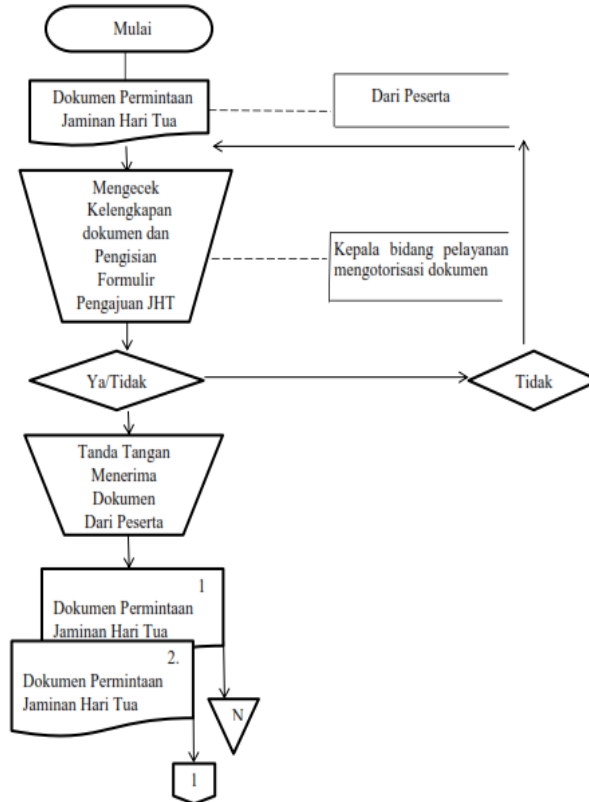 Mulai
Dokumen Permintaan
Jaminan Hari Tua
Dari Peserta
Mengecek
Kelengkapan
dokumen dan
Pengisian
Formulir
Pengajuan JHT
Kepala bidang pelayanan
mengotorisasi dokumen
Ya/Tidak
Tidak
Tanda Tangan
Menerima
Dokumen
Dari Peserta
1
Dokumen Permintaan
Jaminan Hari Tua
2.
Dokumen Permintaan
Jaminan Hari Tua
N
1